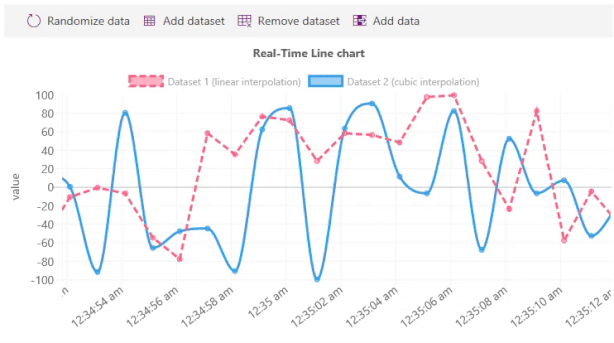 Randomize data Add dataset Remove dataset Add data
Real-Time Line chart
Dataset 1 (linear interpolation) Dataset 2 (cubic interpolation)
value
100
80
60
40
20
0
-20
-40
-60
-80
-100
12:34:54 am 12:34:56 am 12:34:58 am 12:35 am 12:35:02 am 12:35:04 am 12:35:06 am 12:35:08 am 12:35:10 am 12:35:12 am